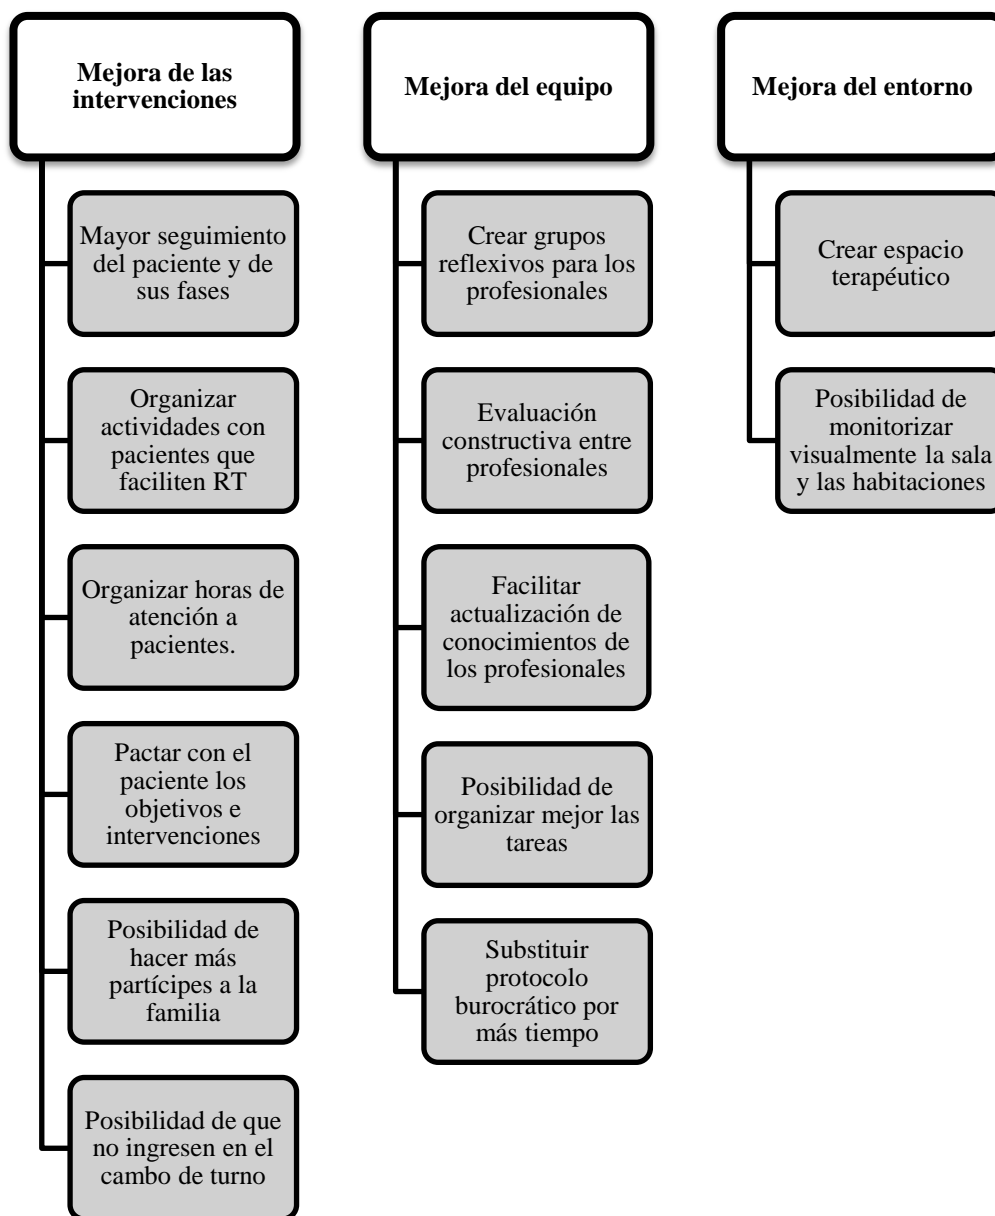 Mejora de las
intervenciones
Mayor seguimiento
del paciente y de
sus fases
Organizar
actividades con
pacientes que
faciliten RT
Organizar horas de
atención a
pacientes.
Pactar con el
paciente los
objetivos e
intervenciones
Posibilidad de
hacer más
partícipes a la
familia
Posibilidad de que
no ingresen en el
cambo de turno
Mejora del equipo
Crear grupos
reflexivos para los
profesionales
Evaluación
constructiva entre
profesionales
Facilitar
actualización de
conocimientos de
los profesionales
Posibilidad de
organizar mejor las
tareas
Substituir
protocolo
burocrático por
más tiempo
Mejora del entorno
Crear espacio
terapéutico
Posibilidad de
monitorizar
visualmente la sala
y las habitaciones